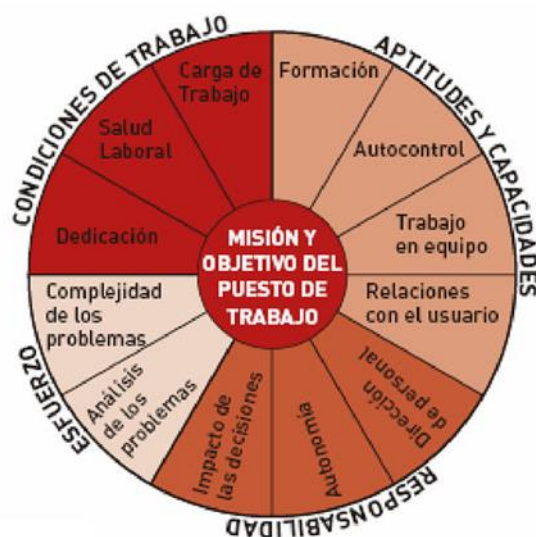 CONDICIONES DE TRABAJO
APTITUDES Y CAPACIDADES
Carga de
Trabajo
Formación
Salud
Laboral
Autocontrol
Dedicación
Trabajo
en equipo
MISIÓN Y
OBJETIVO DEL
PUESTO DE
TRABAJO
Complejidad
de los
problemas
Relaciones
con el usuario
Análisis
de los
problemas
Impacto de
las decisiones
Autonomía
Dirección
de personal
ESFUERZO
RESPONSABILIDAD